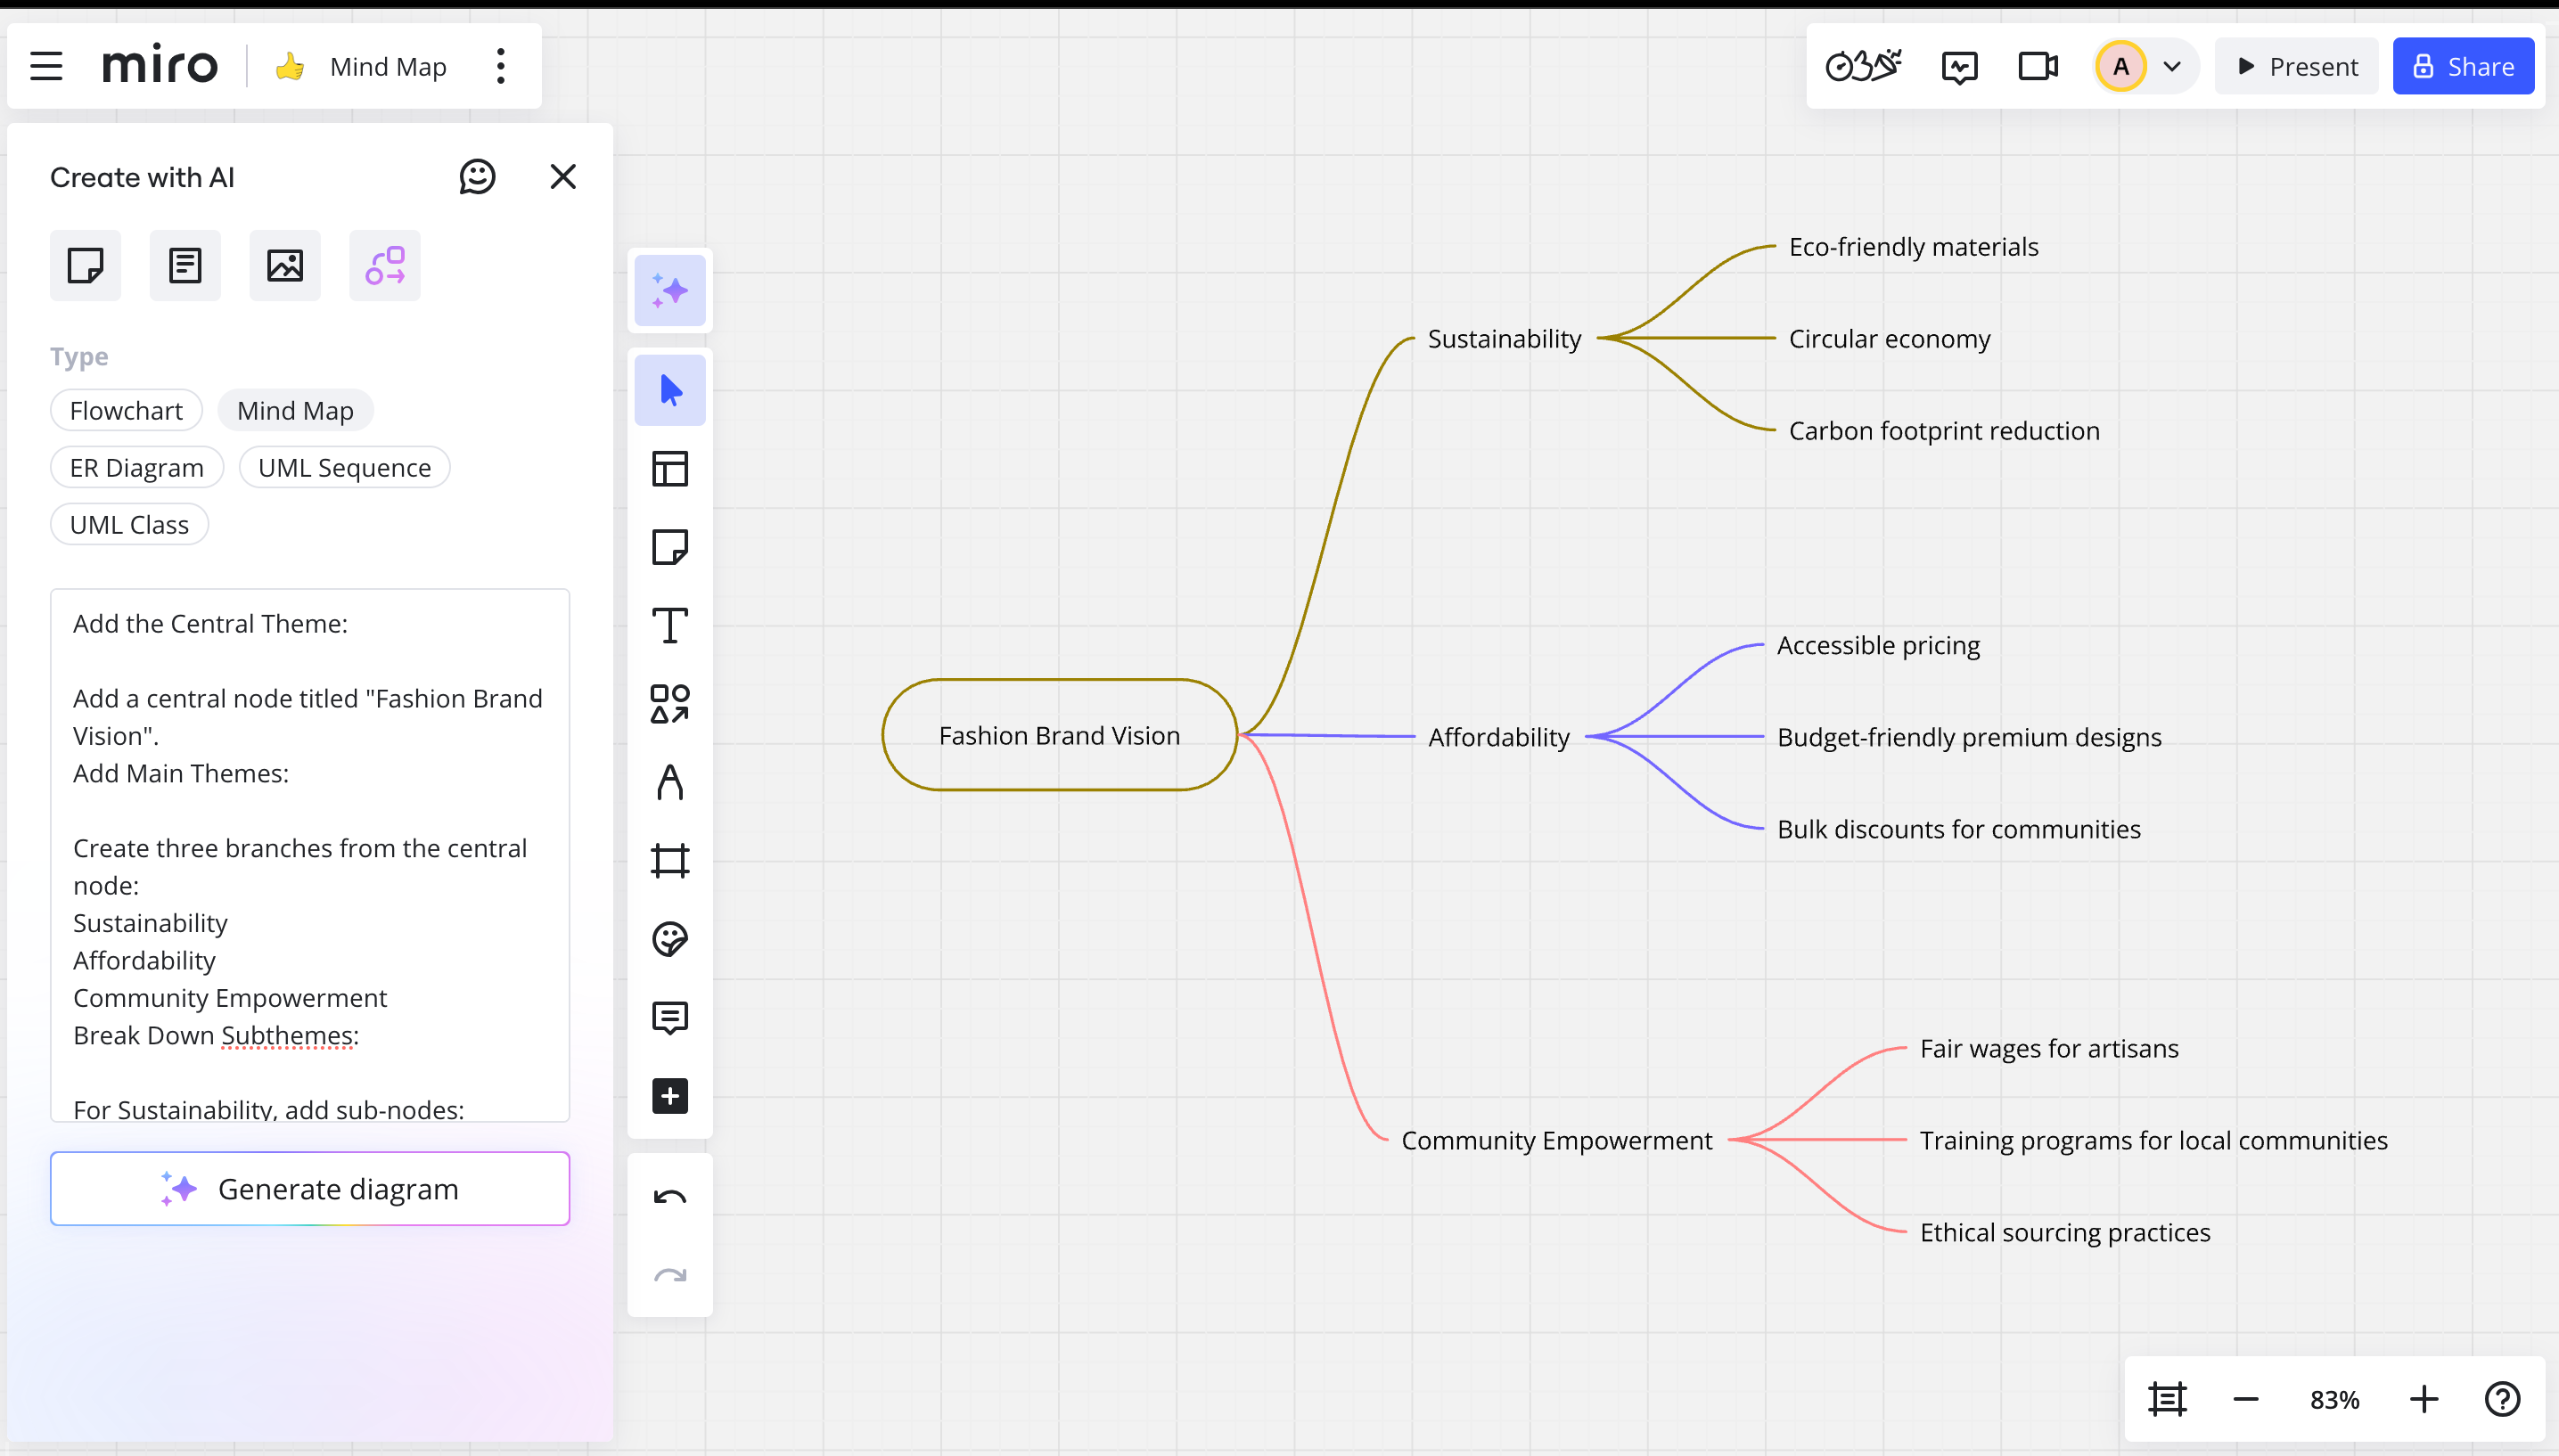 miro
Mind Map
A
Present
Share
Create with AI
Type
Flowchart
Mind Map
ER Diagram
UML Sequence
UML Class
Add the Central Theme:
Add a central node titled "Fashion Brand
Vision".
Add Main Themes:
Create three branches from the central
node:
Sustainability
Affordability
Community Empowerment
Break Down Subthemes:
For Sustainability, add sub-nodes:
Generate diagram
Fashion Brand Vision
Sustainability
Eco-friendly materials
Circular economy
Carbon footprint reduction
Affordability
Accessible pricing
Budget-friendly premium designs
Bulk discounts for communities
Community Empowerment
Fair wages for artisans
Training programs for local communities
Ethical sourcing practices
83%